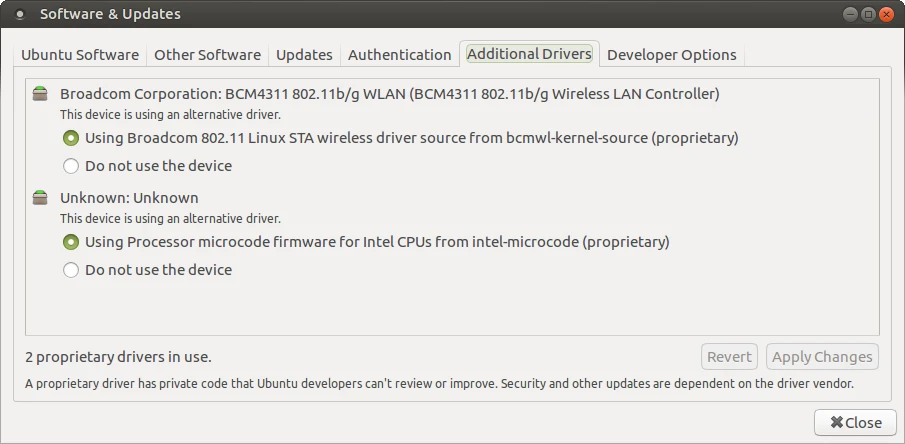 Software & Updates
Ubuntu Software Other Software Updates Authentication Additional Drivers Developer Options
Broadcom Corporation: BCM4311 802.11b/g WLAN (BCM4311 802.11b/g Wireless LAN Controller)
This device is using an alternative driver.
Using Broadcom 802.11 Linux STA wireless driver source from bcmwl-kernel-source (proprietary)
Do not use the device
Unknown: Unknown
This device is using an alternative driver.
Using Processor microcode firmware for Intel CPUs from intel-microcode (proprietary)
Do not use the device
2 proprietary drivers in use. Revert Apply Changes
A proprietary driver has private code that Ubuntu developers can't review or improve. Security and other updates are dependent on the driver vendor.
Close